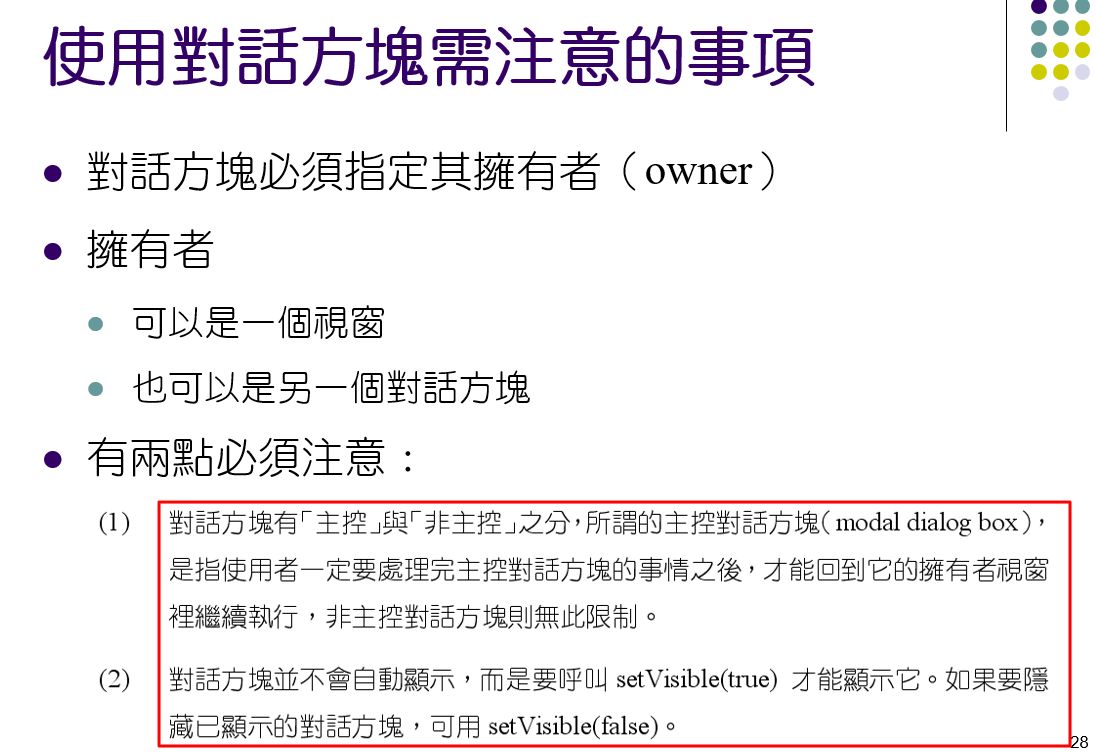 使用對話方塊需注意的事項
對話方塊必須指定其擁有者（owner）
擁有者
可以是一個視窗
也可以是另一個對話方塊
有兩點必須注意：
(1) 對話方塊有「主控」與「非主控」之分，所謂的主控對話方塊（modal dialog box），
是指使用者一定要處理完主控對話方塊的事情之後，才能回到它的擁有者視窗
裡繼續執行，非主控對話方塊則無此限制。
(2) 對話方塊並不會自動顯示，而是要呼叫 setVisible(true) 才能顯示它。如果要隱
藏已顯示的對話方塊，可用 setVisible(false)。
28